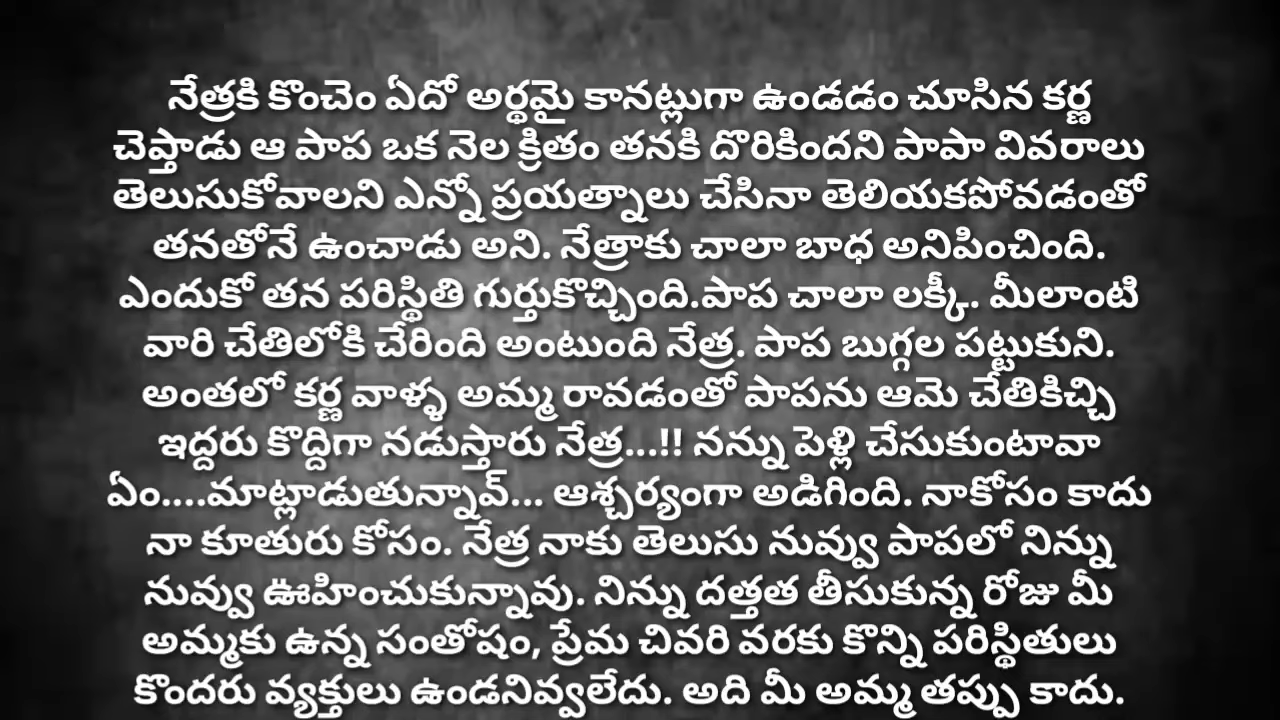 నేత్రకి కొంచెం ఏదో అర్థమై కానట్లుగా ఉండడం చూసిన కర్ణ
చెప్తాడు ఆ పాప ఒక నెల క్రితం తనకి దొరికిందని పాపా వివరాలు
తెలుసుకోవాలని ఎన్నో ప్రయత్నాలు చేసినా తెలియకపోవడంతో
తనతోనే ఉంచాడు అని. నేత్రాకు చాలా బాధ అనిపించింది.
ఎందుకో తన పరిస్థితి గుర్తుకొచ్చింది.పాప చాలా లక్కీ. మీలాంటి
వారి చేతిలోకి చేరింది అంటుంది నేత్ర. పాప బుగ్గల పట్టుకుని.
అంతలో కర్ణ వాళ్ళ అమ్మ రావడంతో పాపను ఆమె చేతికిచ్చి
ఇద్దరు కొద్దిగా నడుస్తారు నేత్ర...!! నన్ను పెళ్లి చేసుకుంటావా
ఏం....మాట్లాడుతున్నావ్... ఆశ్చర్యంగా అడిగింది. నాకోసం కాదు
నా కూతురు కోసం. నేత్ర నాకు తెలుసు నువ్వు పాపలో నిన్ను
నువ్వు ఊహించుకున్నావు. నిన్ను దత్తత తీసుకున్న రోజు మీ
అమ్మకు ఉన్న సంతోషం, ప్రేమ చివరి వరకు కొన్ని పరిస్థితులు
కొందరు వ్యక్తులు ఉండనివ్వలేదు. అది మీ అమ్మ తప్పు కాదు.